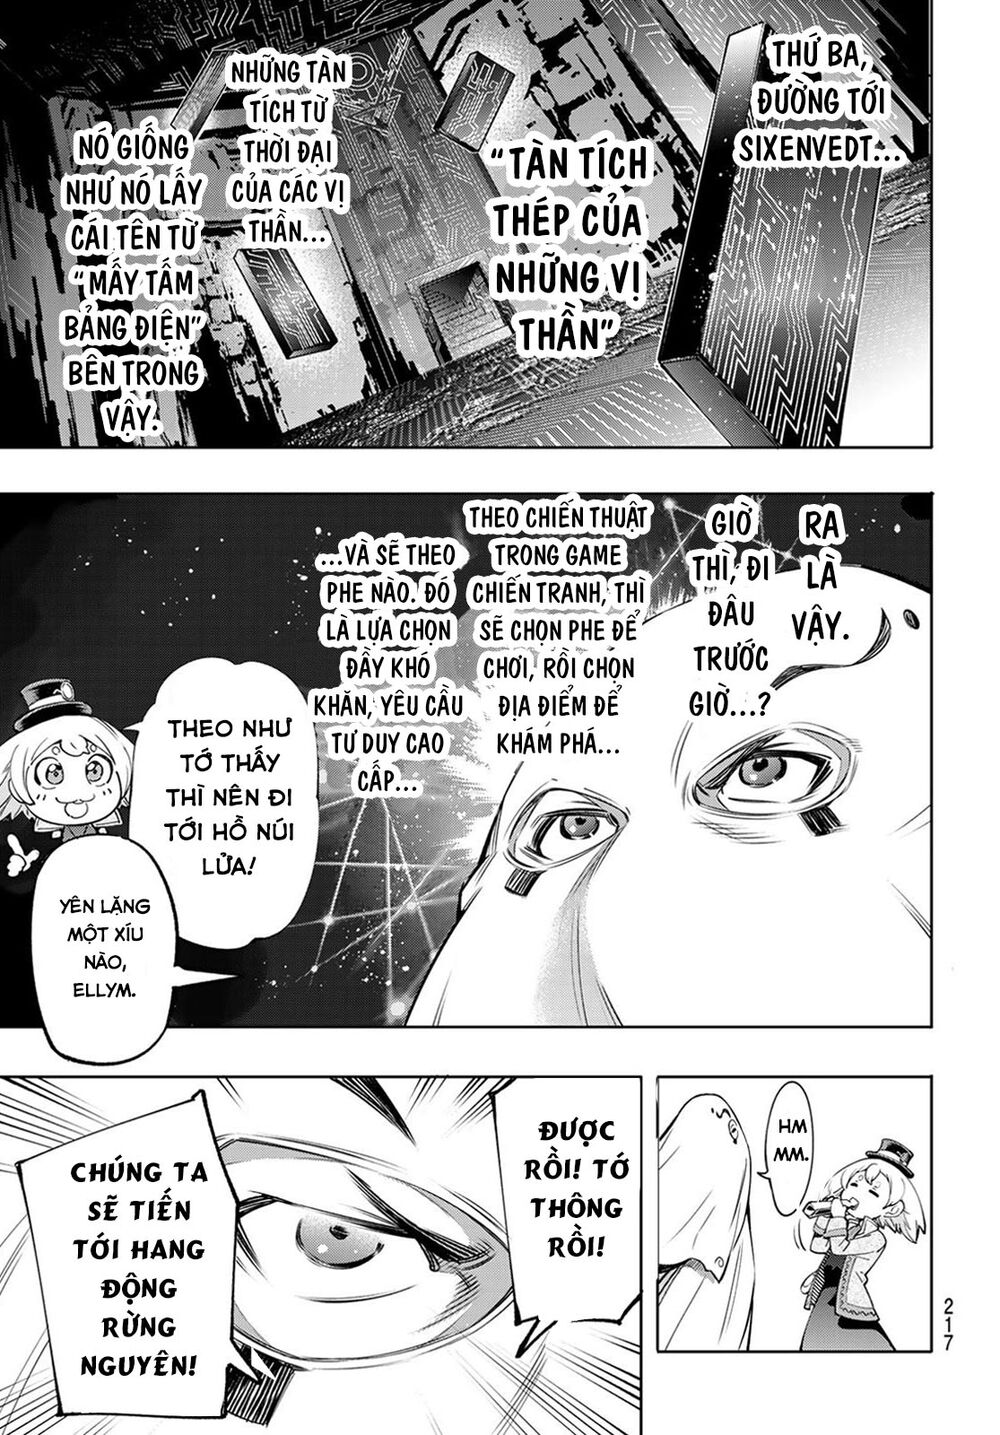 THỨ BA,
ĐƯỜNG TỚI
SIXENVEDT...
“TÀN TÍCH
THÉP CỦA
NHỮNG VỊ
THẦN”
NHỮNG TÀN
TÍCH TỪ
THỜI ĐẠI
CỦA CÁC VỊ
THẦN...
NÓ GIỐNG
NHƯ NÓ LẤY
CÁI TÊN TỪ
“MẤY TẤM
BẢNG ĐIỆN”
BÊN TRONG
VẬY.
RA
LÀ
VẬY.
GIỜ
THÌ, ĐI
ĐÂU
TRƯỚC
GIỜ...?
THEO CHIẾN THUẬT
TRONG GAME
CHIẾN TRANH, THÌ
SẼ CHỌN PHE ĐỂ
CHƠI, RỒI CHỌN
ĐỊA ĐIỂM ĐỂ
KHÁM PHÁ...
...VÀ SẼ THEO
PHE NÀO. ĐÓ
LÀ LỰA CHỌN
ĐẦY KHÓ
KHĂN, YÊU CẦU
TƯ DUY CAO
CẤP...
THEO NHƯ
TỚ THẤY
THÌ NÊN ĐI
TỚI HỒ NÚI
LỬA!
YÊN LẶNG
MỘT XÍU
NÀO,
ELLYM.
HM
MM.
ĐƯỢC
RỒI! TỚ
THÔNG
RỒI!
CHÚNG TA
SẼ TIẾN
TỚI HANG
ĐỘNG RỪNG
NGUYÊN!
217